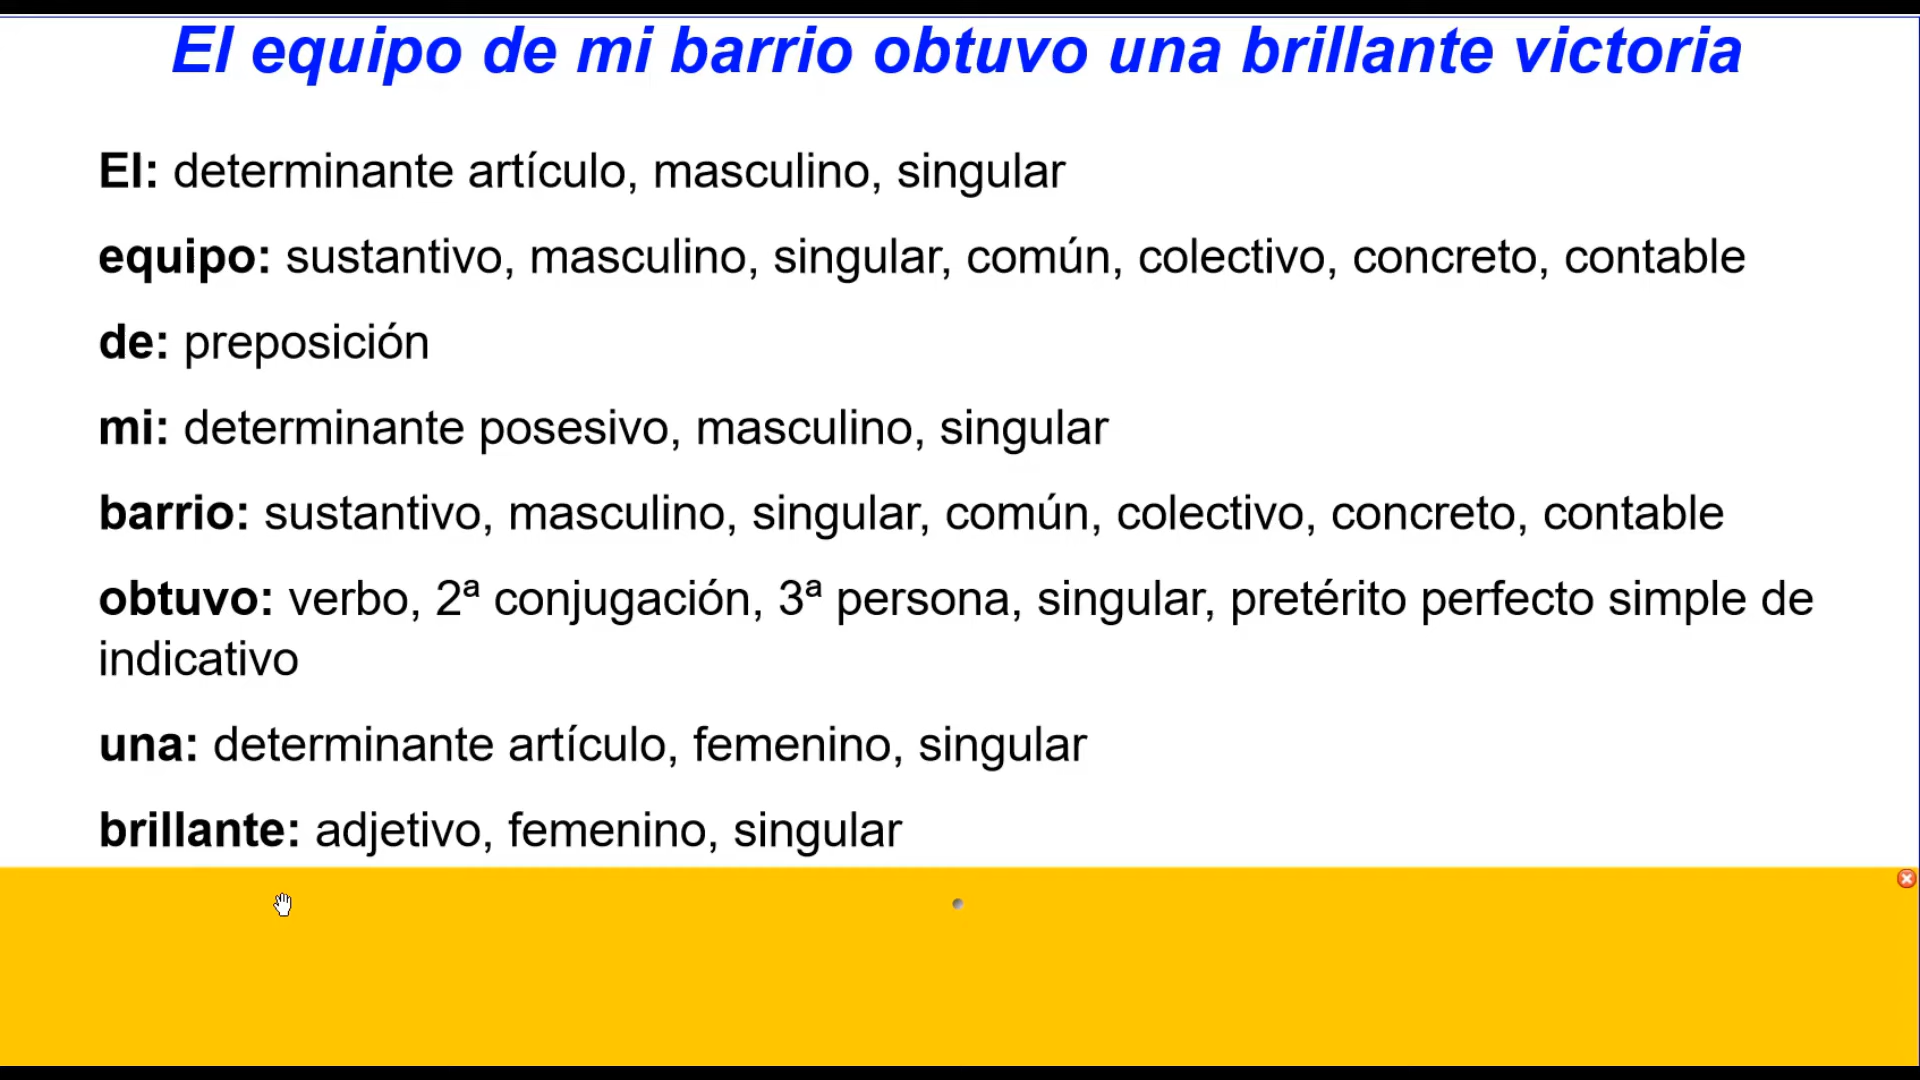 El equipo de mi barrio obtuvo una brillante victoria
El: determinante artículo, masculino, singular
equipo: sustantivo, masculino, singular, común, colectivo, concreto, contable
de: preposición
mi: determinante posesivo, masculino, singular
barrio: sustantivo, masculino, singular, común, colectivo, concreto, contable
obtuvo: verbo, 2ª conjugación, 3ª persona, singular, pretérito perfecto simple de
indicativo
una: determinante artículo, femenino, singular
brillante: adjetivo, femenino, singular